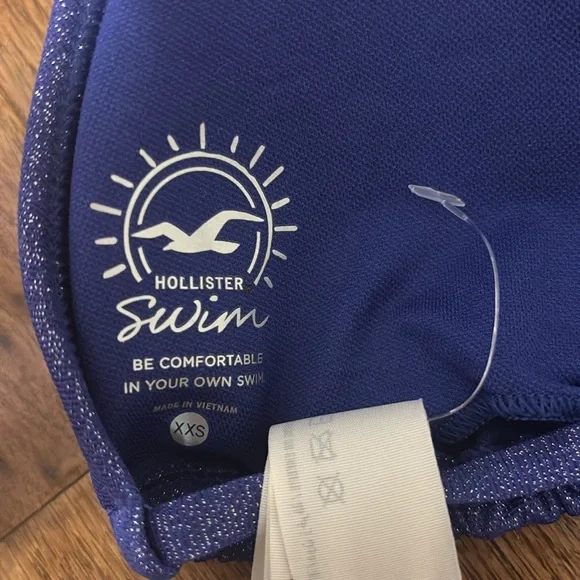 HOLLISTER
Swim
BE COMFORTABLE
IN YOUR OWN SWIM
MADE IN VIETNAM
XXS